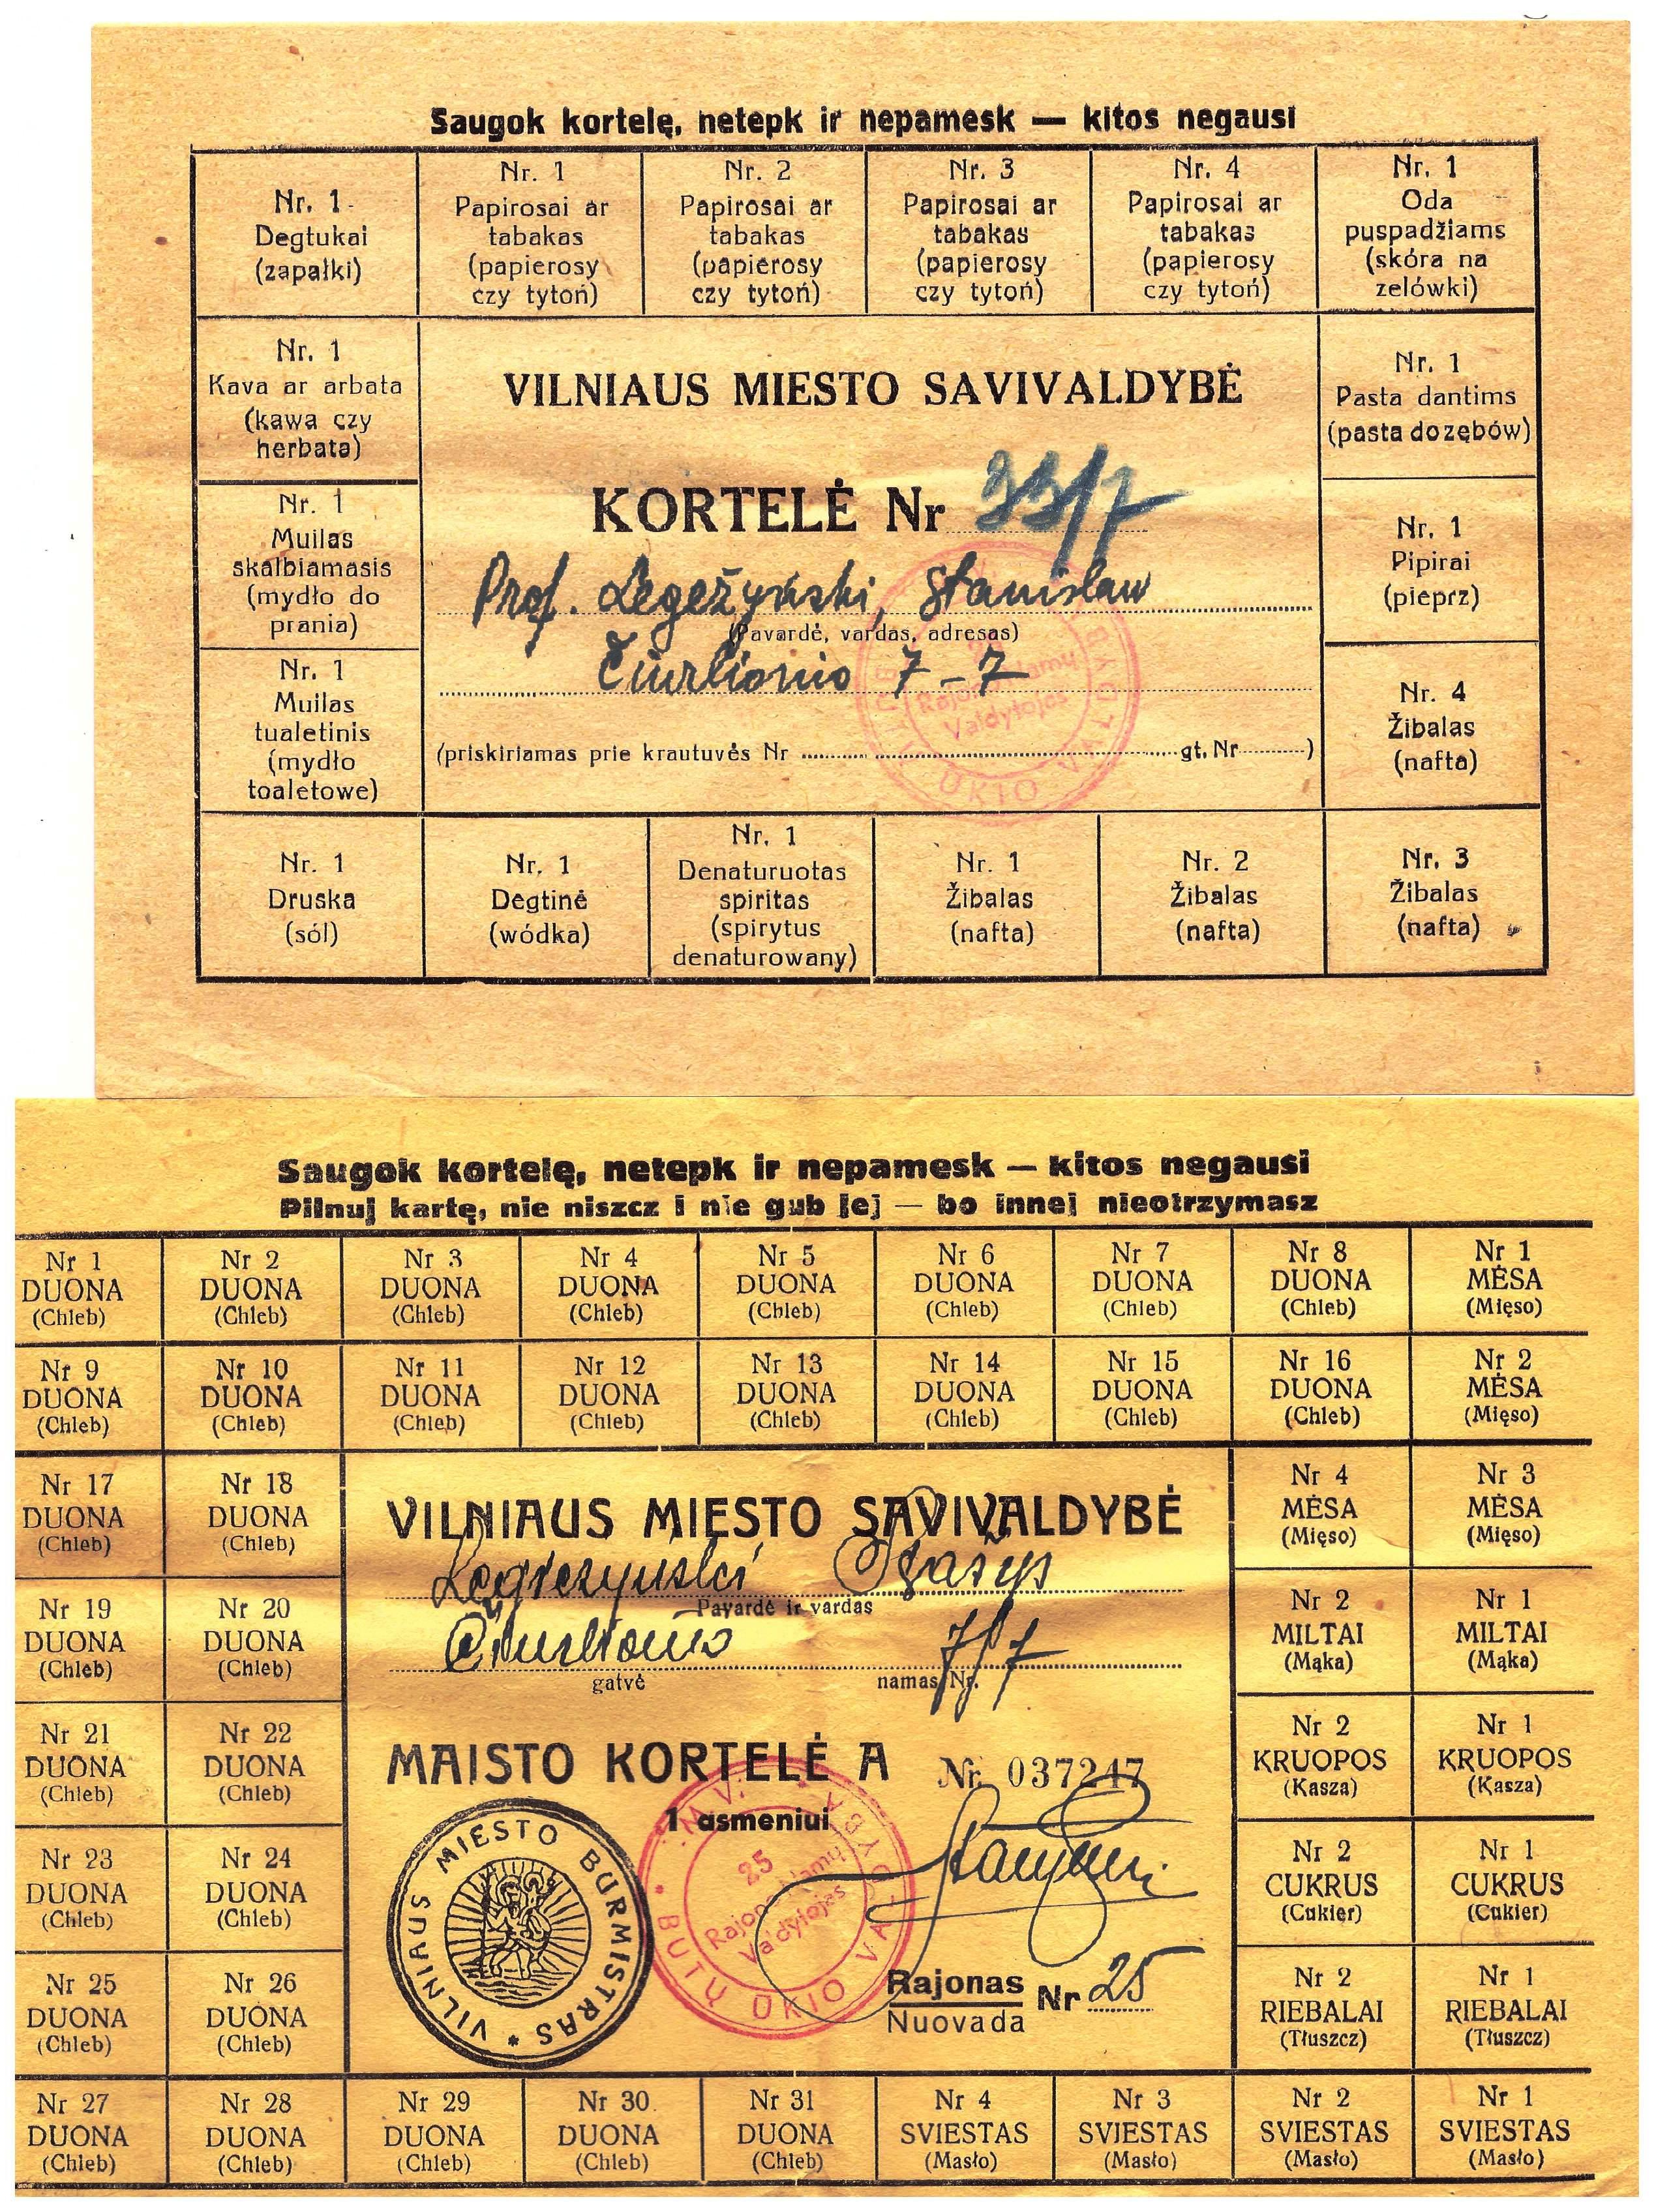 Saugok kortelę, netepk ir nepamesk — kitos negausi
Nr. 1
Degtukai
(zapałki)
Nr. 1
Papirosai ar
tabakas
(papierosy
czy tytoń)
Nr. 2
Papirosai ar
tabakas
(papierosy
czy tytoń)
Nr. 3
Papirosai ar
tabakas
(papierosy
czy tytoń)
Nr. 4
Papirosai ar
tabakas
(papierosy
czy tytoń)
Nr. 1
Oda
puspadžiams
(skóra na
zelówki)
Nr. 1
Kava ar arbata
(kawa czy
herbata)
VILNIAUS MIESTO SAVIVALDYBĖ
Nr. 1
Pasta dantims
(pasta do zębów)
Nr. 1
Muilas
skalbiamasis
(mydło do
prania)
KORTELĖ Nr 33/7
Prof. Legežyński, Stanisław
(Pavardė, vardas, adresas)
Čiurlionio 7-7
Nr. 1
Pipirai
(pieprz)
Nr. 1
Muilas
tualetinis
(mydło
toaletowe)
(priskiriamas prie krautuvės Nr gt. Nr )
BUTŲ ŪKIO VALDYBA
Rajono Namų
Valdytojas
Nr. 4
Žibalas
(nafta)
Nr. 1
Druska
(sól)
Nr. 1
Degtinė
(wódka)
Nr. 1
Denaturuotas
spiritas
(spirytus
denaturowany)
Nr. 1
Žibalas
(nafta)
Nr. 2
Žibalas
(nafta)
Nr. 3
Žibalas
(nafta)
Saugok kortelę, netepk ir nepamesk — kitos negausi
Pilnuj kartę, nie niszcz i nie gub jej — bo innej nieotrzymasz
Nr 1
DUONA
(Chleb)
Nr 2
DUONA
(Chleb)
Nr 3
DUONA
(Chleb)
Nr 4
DUONA
(Chleb)
Nr 5
DUONA
(Chleb)
Nr 6
DUONA
(Chleb)
Nr 7
DUONA
(Chleb)
Nr 8
DUONA
(Chleb)
Nr 1
MĖSA
(Mięso)
Nr 9
DUONA
(Chleb)
Nr 10
DUONA
(Chleb)
Nr 11
DUONA
(Chleb)
Nr 12
DUONA
(Chleb)
Nr 13
DUONA
(Chleb)
Nr 14
DUONA
(Chleb)
Nr 15
DUONA
(Chleb)
Nr 16
DUONA
(Chleb)
Nr 2
MĖSA
(Mięso)
Nr 17
DUONA
(Chleb)
Nr 18
DUONA
(Chleb)
VILNIAUS MIESTO SAVIVALDYBĖ
Stasys
Pavardė ir vardas
Nr 4
MĖSA
(Mięso)
Nr 3
MĖSA
(Mięso)
Nr 19
DUONA
(Chleb)
Nr 20
DUONA
(Chleb)
Čiurlionio 7/7
gatvė namas Nr.
Nr 2
MILTAI
(Mąka)
Nr 1
MILTAI
(Mąka)
Nr 21
DUONA
(Chleb)
Nr 22
DUONA
(Chleb)
MAISTO KORTELĖ A Nr. 037247
1 asmeniui
Nr 2
KRUOPOS
(Kasza)
Nr 1
KRUOPOS
(Kasza)
Nr 23
DUONA
(Chleb)
Nr 24
DUONA
(Chleb)
VILNIAUS MIESTO BURMISTRAS
V. M. BUTŲ ŪKIO VALDYBA
25
Rajono Namų
Valdytojas
Nr 2
CUKRUS
(Cukier)
Nr 1
CUKRUS
(Cukier)
Nr 25
DUONA
(Chleb)
Nr 26
DUONA
(Chleb)
Rajonas
Nuovada
Nr 25
Nr 2
RIEBALAI
(Tłuszcz)
Nr 1
RIEBALAI
(Tłuszcz)
Nr 27
DUONA
(Chleb)
Nr 28
DUONA
(Chleb)
Nr 29
DUONA
(Chleb)
Nr 30
DUONA
(Chleb)
Nr 31
DUONA
(Chleb)
Nr 4
SVIESTAS
(Masło)
Nr 3
SVIESTAS
(Masło)
Nr 2
SVIESTAS
(Masło)
Nr 1
SVIESTAS
(Masło)